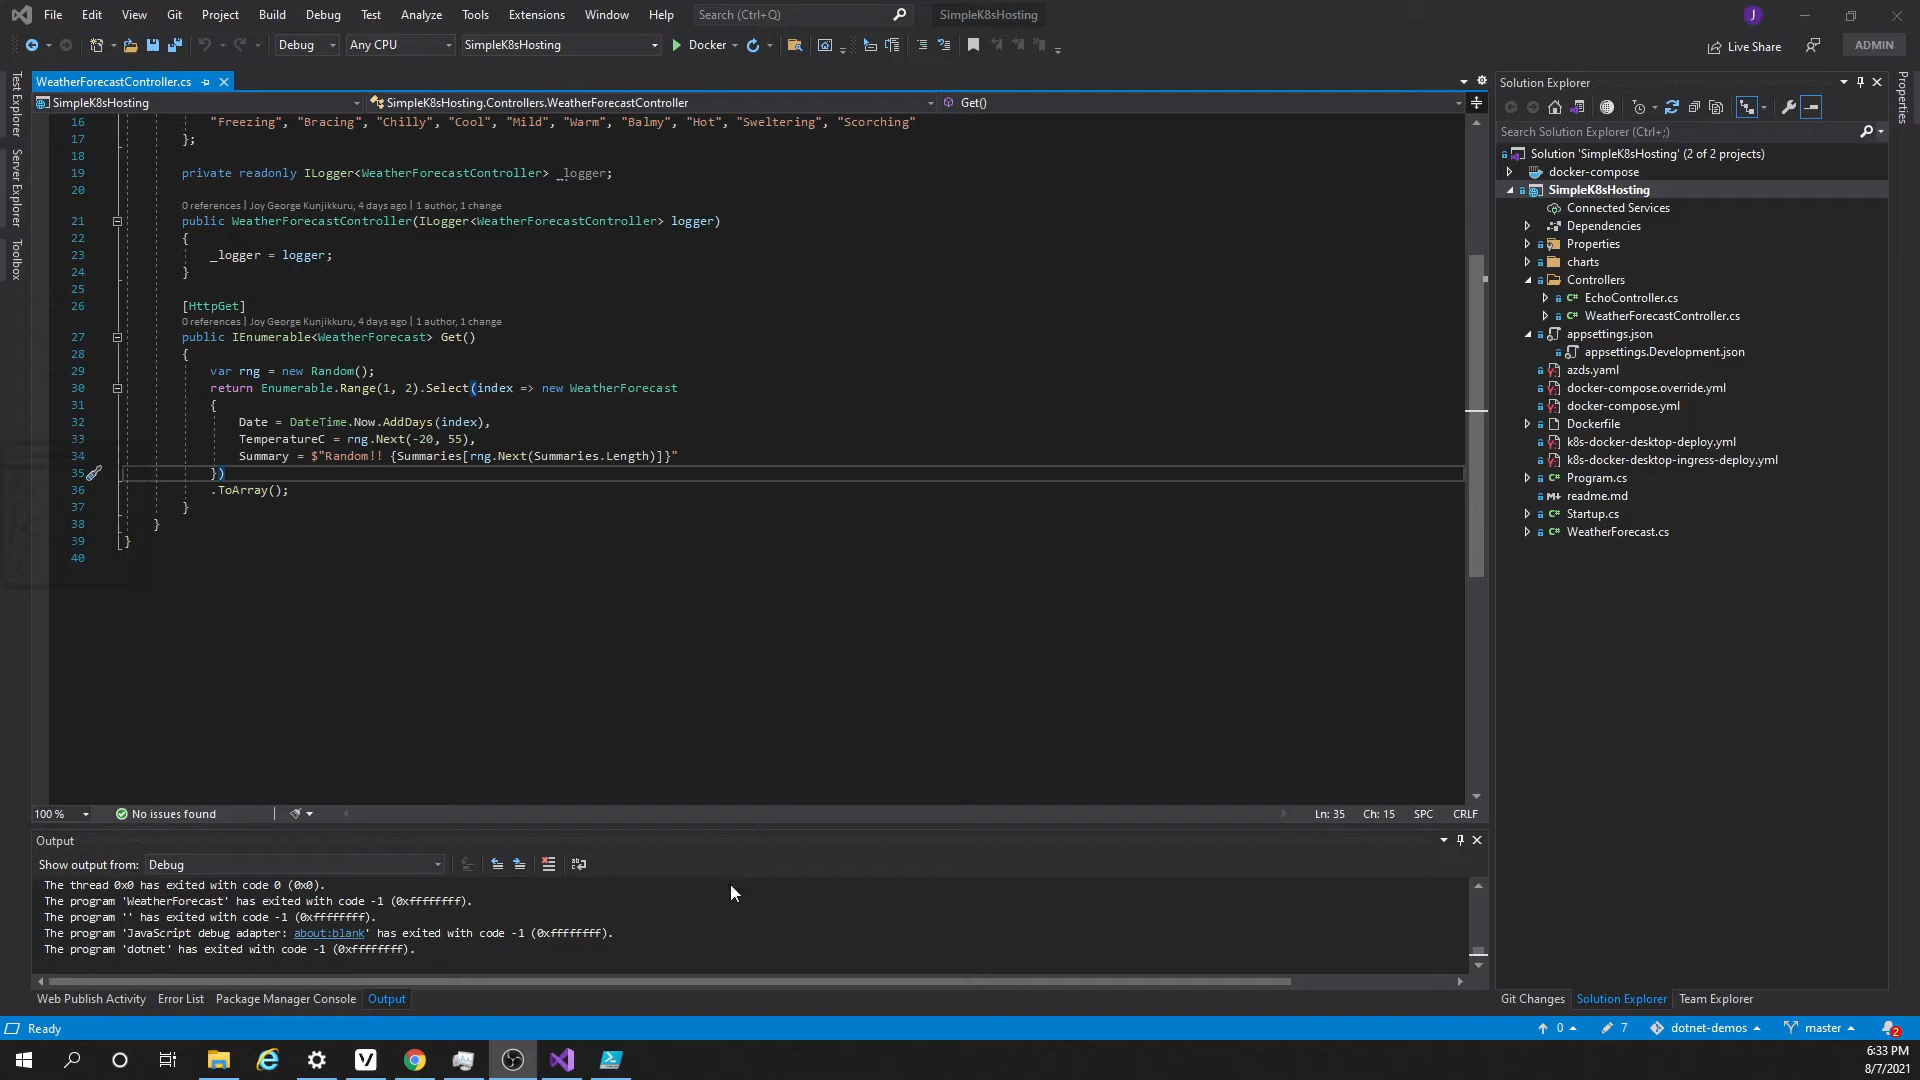 File Edit View Git Project Build Debug Test Analyze Tools Extensions Window Help Search (Ctrl+Q) SimpleK8sHosting J
Debug Any CPU SimpleK8sHosting Docker Live Share ADMIN
WeatherForecastController.cs
SimpleK8sHosting SimpleK8sHosting.Controllers.WeatherForecastController Get()
Test Explorer
Server Explorer
Toolbox
16 "Freezing", "Bracing", "Chilly", "Cool", "Mild", "Warm", "Balmy", "Hot", "Sweltering", "Scorching"
17 };
18
19 private readonly ILogger<WeatherForecastController> _logger;
20
0 references | Joy George Kunjikkuru, 4 days ago | 1 author, 1 change
21 public WeatherForecastController(ILogger<WeatherForecastController> logger)
22 {
23 _logger = logger;
24 }
25
26 [HttpGet]
0 references | Joy George Kunjikkuru, 4 days ago | 1 author, 1 change
27 public IEnumerable<WeatherForecast> Get()
28 {
29 var rng = new Random();
30 return Enumerable.Range(1, 2).Select(index => new WeatherForecast
31 {
32 Date = DateTime.Now.AddDays(index),
33 TemperatureC = rng.Next(-20, 55),
34 Summary = $"Random!! {Summaries[rng.Next(Summaries.Length)]}"
35 })
36 .ToArray();
37 }
38 }
39 }
40
100 % No issues found Ln: 35 Ch: 15 SPC CRLF
Output
Show output from: Debug
The thread 0x0 has exited with code 0 (0x0).
The program 'WeatherForecast' has exited with code -1 (0xffffffff).
The program '' has exited with code -1 (0xffffffff).
The program 'JavaScript debug adapter: about:blank' has exited with code -1 (0xffffffff).
The program 'dotnet' has exited with code -1 (0xffffffff).
Web Publish Activity Error List Package Manager Console Output
Solution Explorer
Search Solution Explorer (Ctrl+;)
Solution 'SimpleK8sHosting' (2 of 2 projects)
docker-compose
SimpleK8sHosting
Connected Services
Dependencies
Properties
charts
Controllers
C# EchoController.cs
C# WeatherForecastController.cs
appsettings.json
appsettings.Development.json
azds.yaml
docker-compose.override.yml
docker-compose.yml
Dockerfile
k8s-docker-desktop-deploy.yml
k8s-docker-desktop-ingress-deploy.yml
C# Program.cs
readme.md
C# Startup.cs
C# WeatherForecast.cs
Properties
Git Changes Solution Explorer Team Explorer
Ready 0 7 dotnet-demos master 2
6:33 PM
8/7/2021